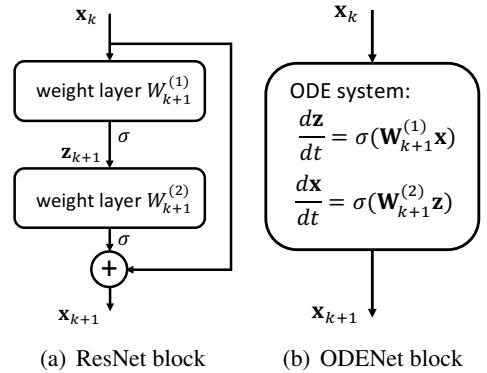 x_k
weight layer W_{k+1}^{(1)}
σ
z_{k+1}
weight layer W_{k+1}^{(2)}
σ
+
x_{k+1}
(a) ResNet block
x_k
ODE system:
dz/dt = σ(W_{k+1}^{(1)} x)
dx/dt = σ(W_{k+1}^{(2)} z)
x_{k+1}
(b) ODENet block